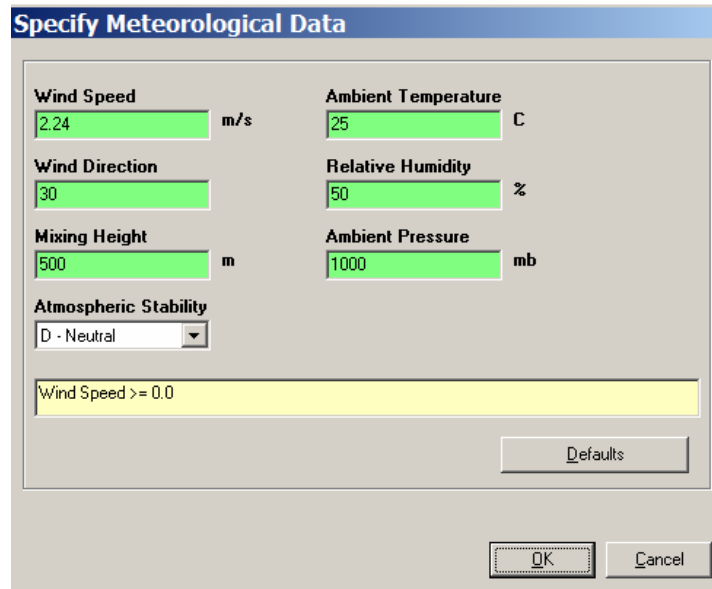 Specify Meteorological Data
Wind Speed
2.24 m/s
Ambient Temperature
25 C
Wind Direction
30
Relative Humidity
50 %
Mixing Height
500 m
Ambient Pressure
1000 mb
Atmospheric Stability
D - Neutral
Wind Speed >= 0.0
Defaults
OK
Cancel